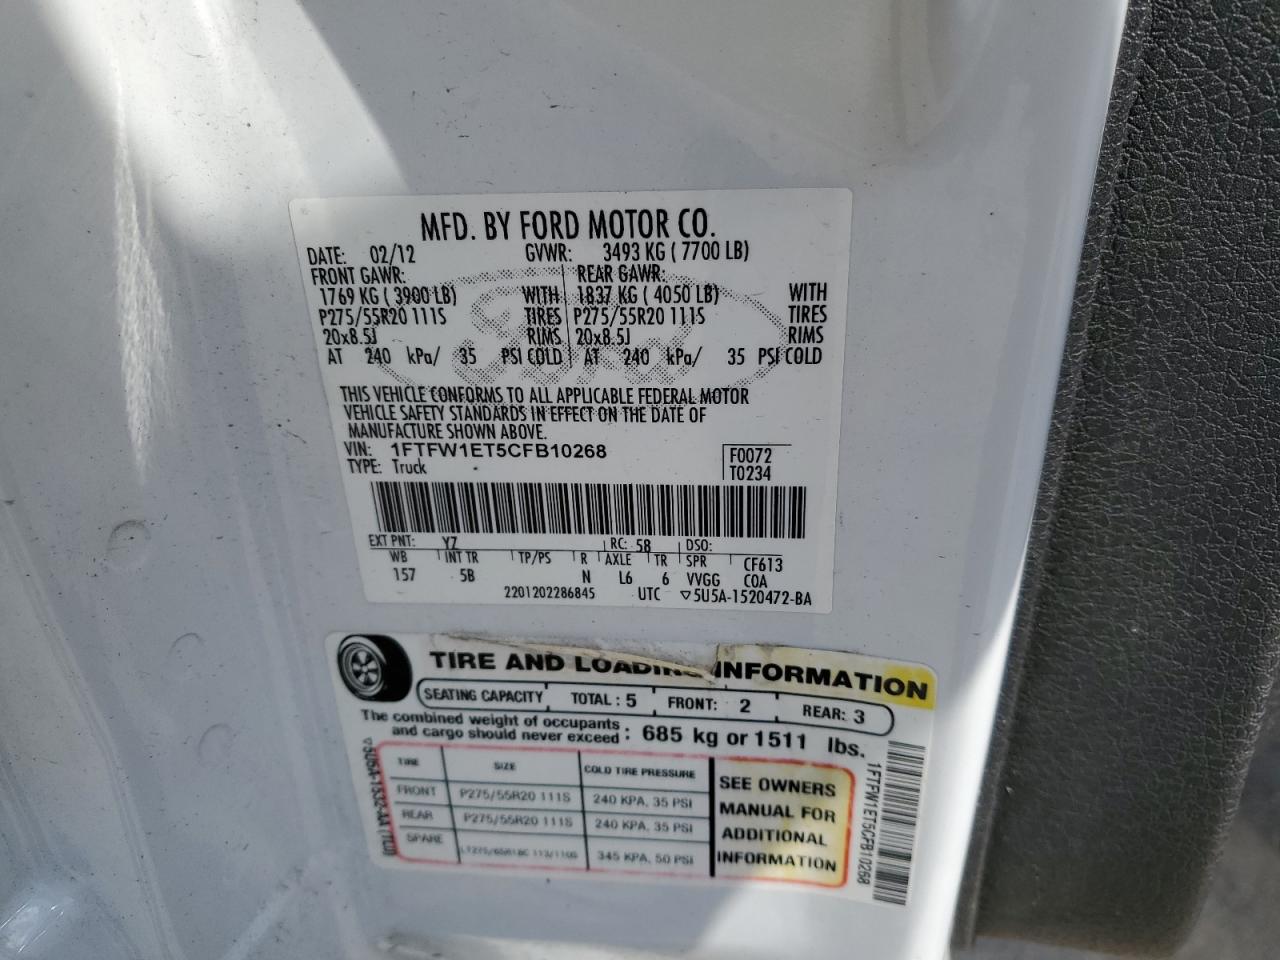 MFD. BY FORD MOTOR CO.
DATE: 02/12 GVWR: 3493 KG ( 7700 LB)
FRONT GAWR: REAR GAWR:
1769 KG ( 3900 LB) WITH 1837 KG ( 4050 LB) WITH
P275/55R20 111S TIRES P275/55R20 111S TIRES
20x8.5J RIMS 20x8.5J RIMS
AT 240 kPa/ 35 PSI COLD AT 240 kPa/ 35 PSI COLD
THIS VEHICLE CONFORMS TO ALL APPLICABLE FEDERAL MOTOR
VEHICLE SAFETY STANDARDS IN EFFECT ON THE DATE OF
MANUFACTURE SHOWN ABOVE.
VIN: 1FTFW1ET5CFB10268 F0072
TYPE: Truck T0234
EXT PNT: YZ RC: 58 DSO:
WB INT TR TP/PS R AXLE TR SPR CF613
157 5B N L6 6 VVGG COA
2201202286845 UTC ▽5U5A-1520472-BA
TIRE AND LOADING INFORMATION
SEATING CAPACITY TOTAL : 5 FRONT: 2 REAR: 3
The combined weight of occupants
and cargo should never exceed : 685 kg or 1511 lbs.
TIRE SIZE COLD TIRE PRESSURE
FRONT P275/55R20 111S 240 KPA, 35 PSI
REAR P275/55R20 111S 240 KPA, 35 PSI
SPARE LT275/65R18C 113/110S 345 KPA, 50 PSI
SEE OWNERS
MANUAL FOR
ADDITIONAL
INFORMATION
1FTFW1ET5CFB10268